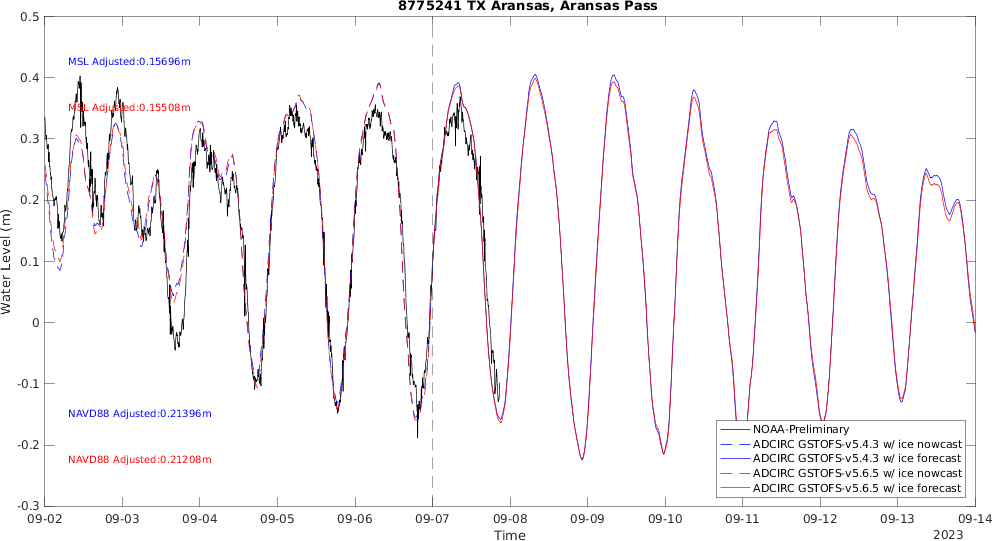 8775241 TX Aransas, Aransas Pass
0.5
0.4
0.3
0.2
0.1
0
-0.1
-0.2
-0.3
Water Level (m)
MSL Adjusted:0.15696m
MSL Adjusted:0.15508m
NAVD88 Adjusted:0.21396m
NAVD88 Adjusted:0.21208m
NOAA-Preliminary
ADCIRC GSTOFS-v5.4.3 w/ ice nowcast
ADCIRC GSTOFS-v5.4.3 w/ ice forecast
ADCIRC GSTOFS-v5.6.5 w/ ice nowcast
ADCIRC GSTOFS-v5.6.5 w/ ice forecast
09-02 09-03 09-04 09-05 09-06 09-07 09-08 09-09 09-10 09-11 09-12 09-13 09-14
Time
2023